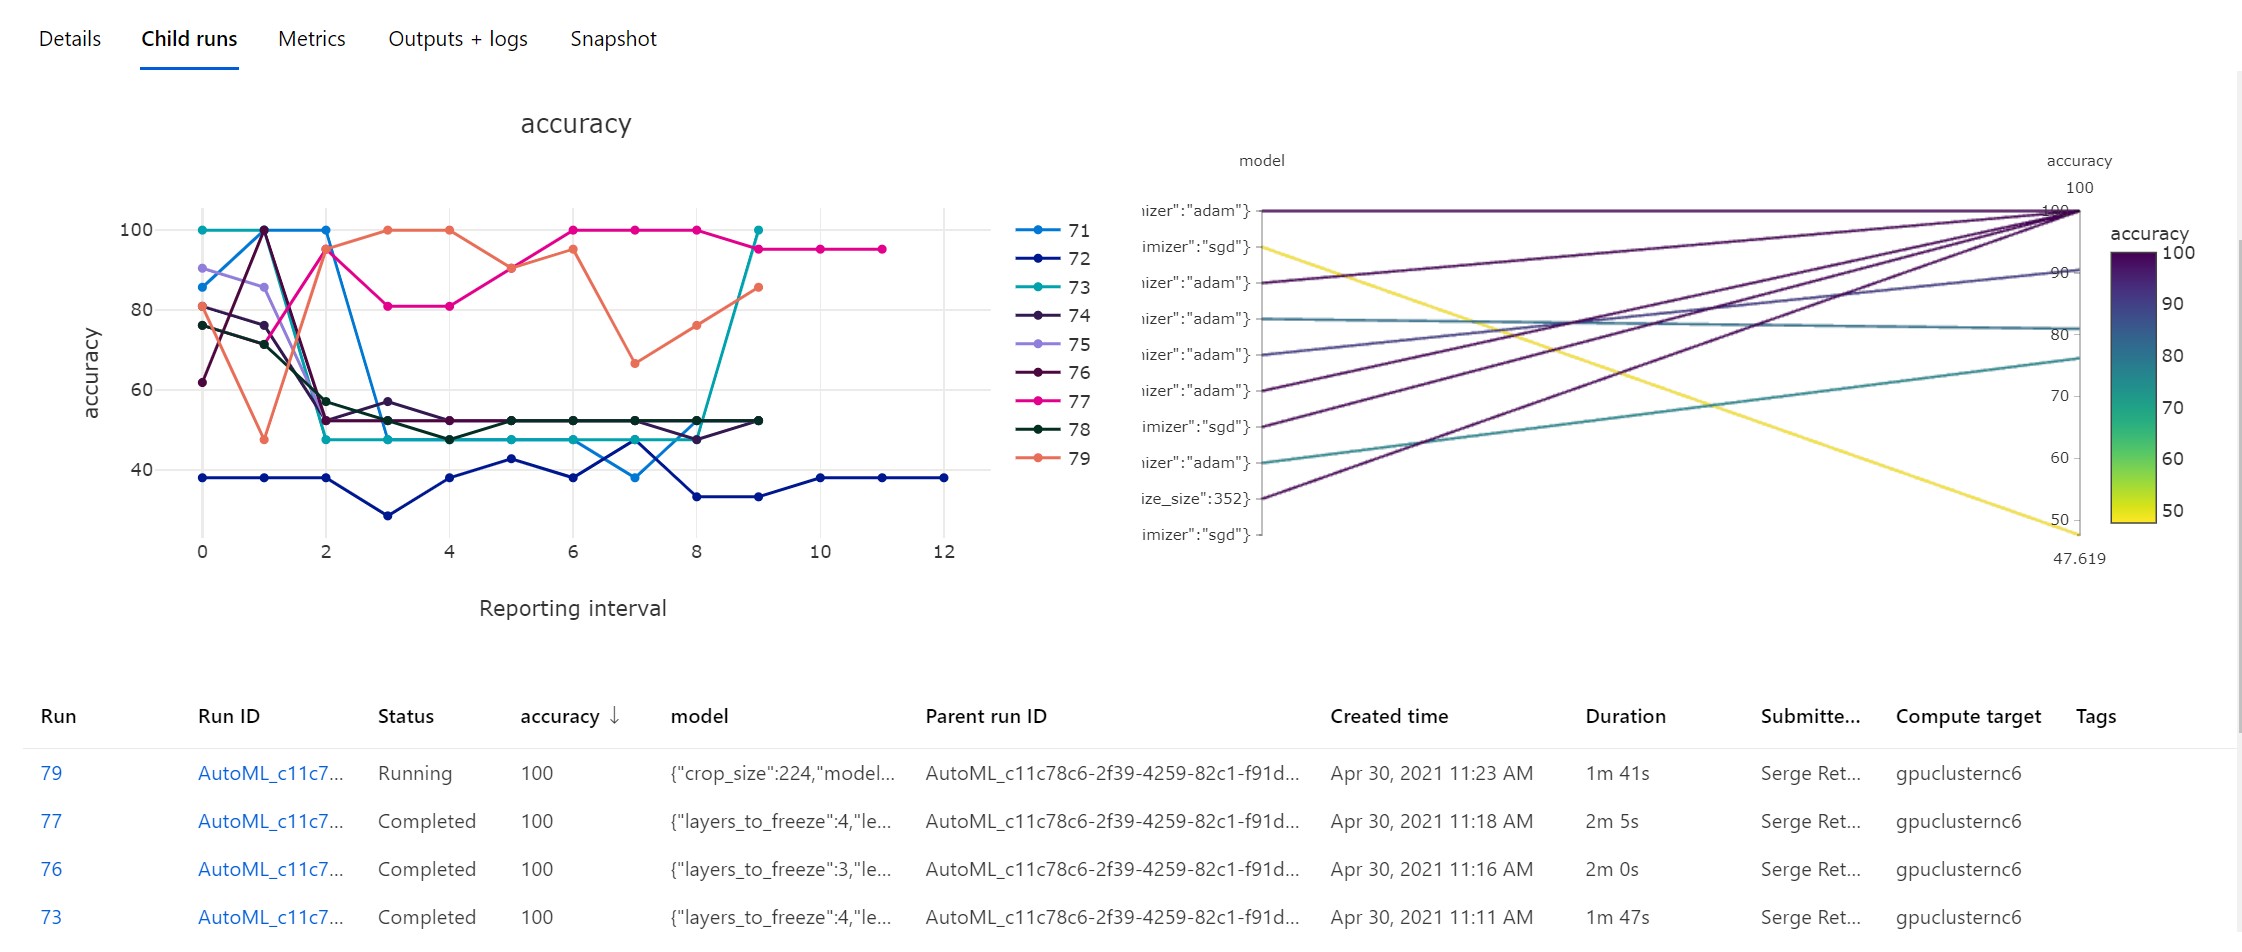 Details Child runs Metrics Outputs + logs Snapshot
accuracy
accuracy
100
80
60
40
0 2 4 6 8 10 12
Reporting interval
71
72
73
74
75
76
77
78
79
model accuracy
100
izer":"adam"}
imizer":"sgd"}
izer":"adam"}
izer":"adam"}
izer":"adam"}
izer":"adam"}
imizer":"sgd"}
izer":"adam"}
ize_size":352}
imizer":"sgd"}
100
90
80
70
60
50
47.619
accuracy
100
90
80
70
60
50
Run Run ID Status accuracy ↓ model Parent run ID Created time Duration Submitte... Compute target Tags
79 AutoML_c11c7... Running 100 {"crop_size":224,"model... AutoML_c11c78c6-2f39-4259-82c1-f91d... Apr 30, 2021 11:23 AM 1m 41s Serge Ret... gpuclusternc6
77 AutoML_c11c7... Completed 100 {"layers_to_freeze":4,"le... AutoML_c11c78c6-2f39-4259-82c1-f91d... Apr 30, 2021 11:18 AM 2m 5s Serge Ret... gpuclusternc6
76 AutoML_c11c7... Completed 100 {"layers_to_freeze":3,"le... AutoML_c11c78c6-2f39-4259-82c1-f91d... Apr 30, 2021 11:16 AM 2m 0s Serge Ret... gpuclusternc6
73 AutoML_c11c7... Completed 100 {"layers_to_freeze":4,"le... AutoML_c11c78c6-2f39-4259-82c1-f91d... Apr 30, 2021 11:11 AM 1m 47s Serge Ret... gpuclusternc6